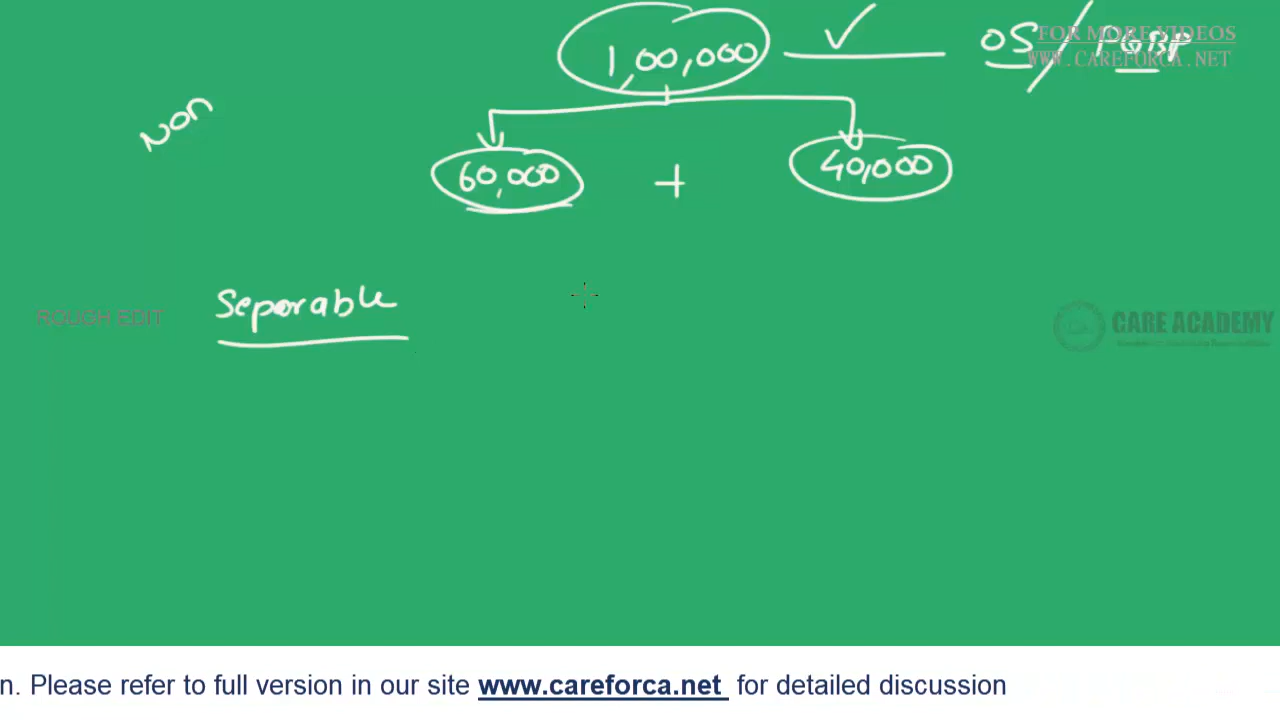 1,00,000 OS / PGBP
FOR MORE VIDEOS
WWW.CAREFORCA.NET
Non
60,000 + 40,000
Separable
ROUGH EDIT
CARE ACADEMY
n. Please refer to full version in our site www.careforca.net for detailed discussion